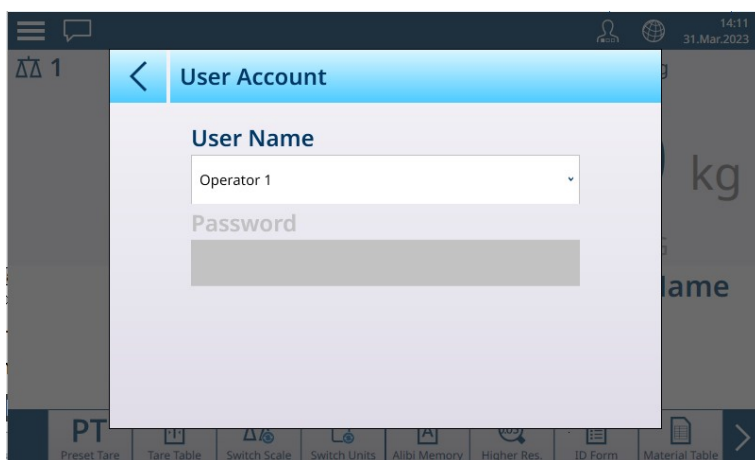 14:11
31.Mar.2023
1
User Account
User Name
Operator 1
Password
kg
PT
Preset Tare
Tare Table
Switch Scale
Switch Units
Alibi Memory
Higher Res.
ID Form
Material Table